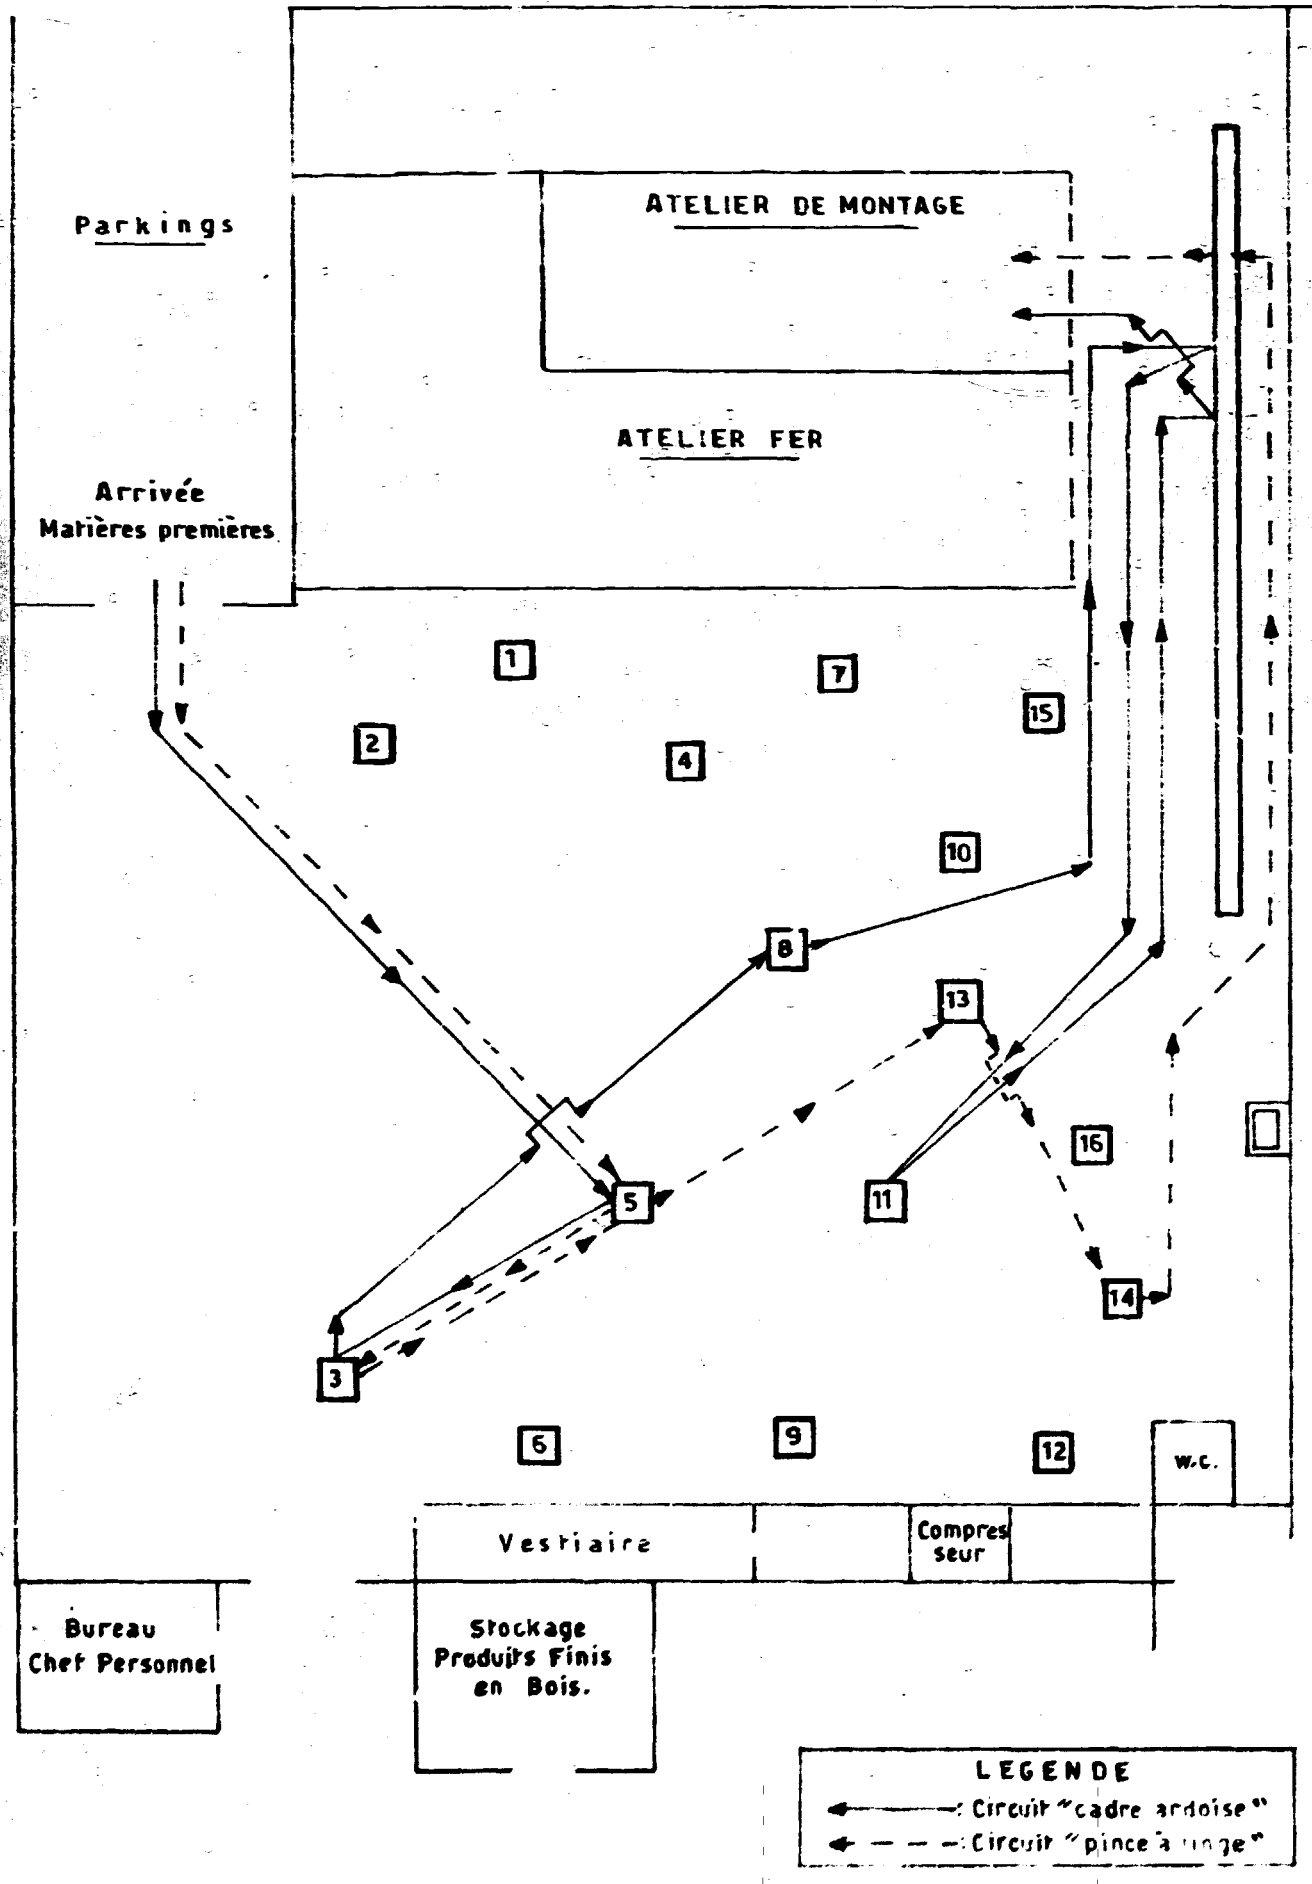 Parkings
ATELIER DE MONTAGE
ATELIER FER
Arrivée
Matières premières
1
7
2
4
15
10
8
13
16
5
11
14
3
6
9
12
W.C.
Vestiaire
Compres
seur
Bureau
Chef Personnel
Stockage
Produits Finis
en Bois.
LEGENDE
: Circuit "cadre ardoise"
: Circuit "pince à linge"